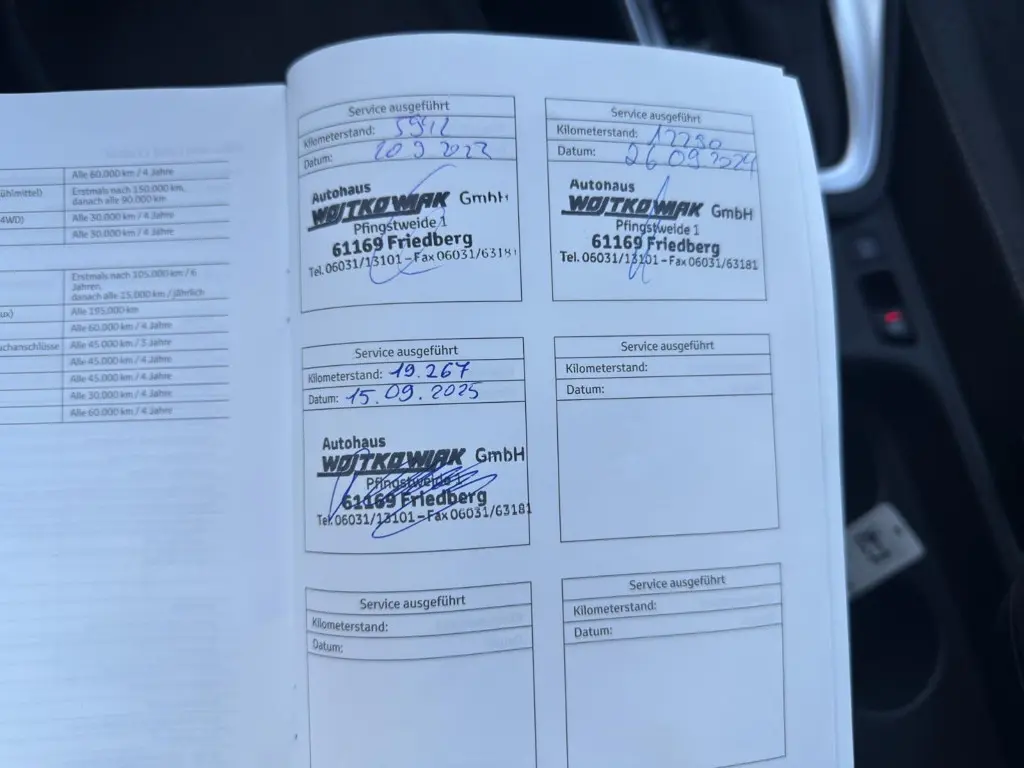 Alle 60.000 km / 4 Jahre
Erstmals nach 150.000 km,
danach alle 90.000 km
4WD)
Alle 30.000 km / 4 Jahre
Alle 30.000 km / 4 Jahre
Erstmals nach 105.000 km / 6
Jahren,
danach alle 15.000 km / jährlich
Alle 195.000 km
Alle 60.000 km / 4 Jahre
Alle 45.000 km / 3 Jahre
Alle 45.000 km / 4 Jahre
Alle 45.000 km / 4 Jahre
Alle 30.000 km / 4 Jahre
Alle 60.000 km / 4 Jahre
Service ausgeführt
Kilometerstand: 5912
Datum: 20 9
Autohaus
WOJTKOWIAK GmbH
Pfingstweide 1
61169 Friedberg
Tel. 06031/13101 – Fax 06031/6318
Service ausgeführt
Kilometerstand: 12290
Datum: 26 09 2024
Autohaus
WOJTKOWIAK GmbH
Pfingstweide 1
61169 Friedberg
Tel. 06031/13101 – Fax 06031/63181
Service ausgeführt
Kilometerstand: 19.267
Datum: 15.09.2025
Autohaus
WOJTKOWIAK GmbH
Pfingstweide 1
61169 Friedberg
Tel. 06031/13101 – Fax 06031/63181
Service ausgeführt
Kilometerstand:
Datum:
Service ausgeführt
Kilometerstand:
Datum:
Service ausgeführt
Kilometerstand:
Datum: